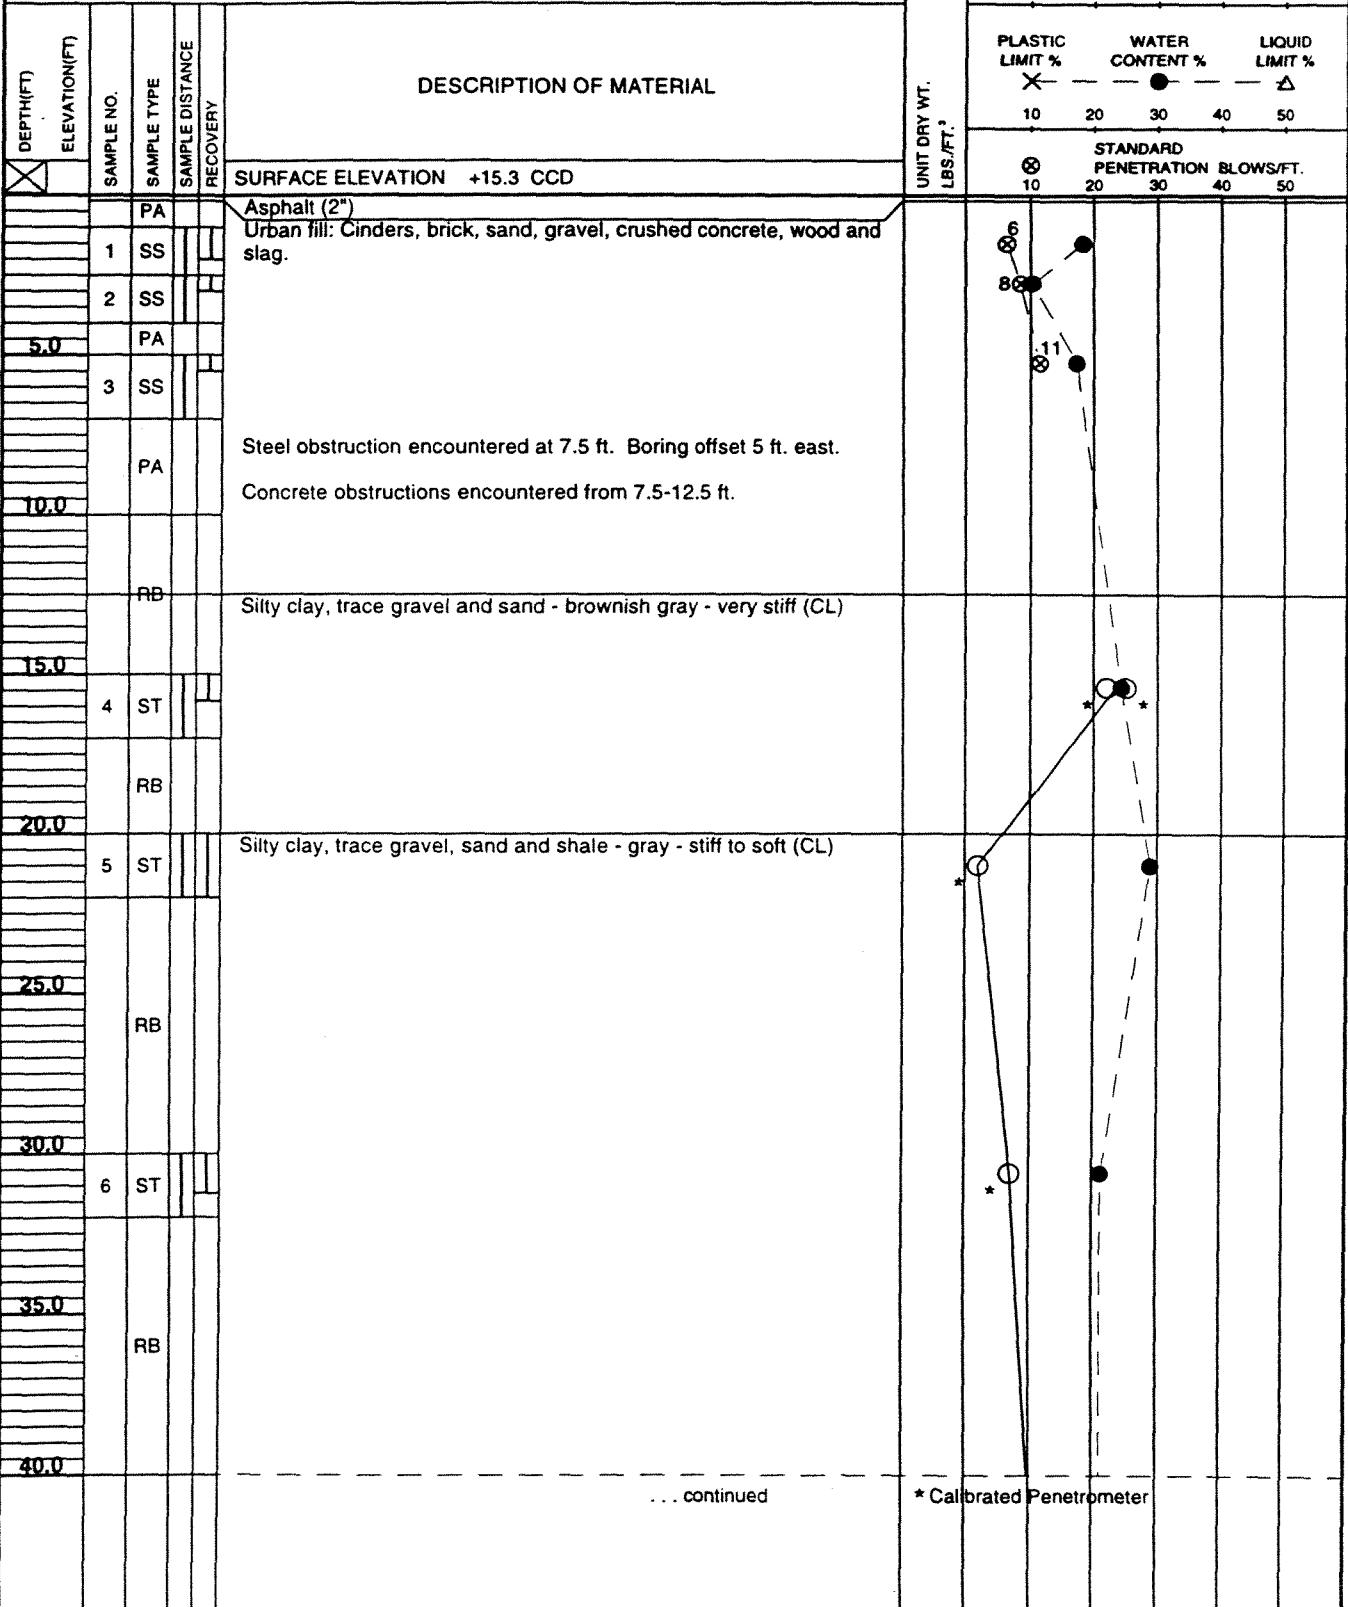 DEPTH(FT)
ELEVATION(FT)
SAMPLE NO.
SAMPLE TYPE
SAMPLE DISTANCE
RECOVERY
DESCRIPTION OF MATERIAL
SURFACE ELEVATION +15.3 CCD
UNIT DRY WT.
LBS./FT.³
PLASTIC
LIMIT %
WATER
CONTENT %
LIQUID
LIMIT %
10 20 30 40 50
STANDARD
PENETRATION BLOWS/FT.
10 20 30 40 50
PA
Asphalt (2")
Urban fill: Cinders, brick, sand, gravel, crushed concrete, wood and
slag.
6
1 SS
8
2 SS
PA
5.0
11
3 SS
Steel obstruction encountered at 7.5 ft. Boring offset 5 ft. east.
PA
Concrete obstructions encountered from 7.5-12.5 ft.
10.0
RB
Silty clay, trace gravel and sand - brownish gray - very stiff (CL)
15.0
4 ST
* *
RB
20.0
Silty clay, trace gravel, sand and shale - gray - stiff to soft (CL)
5 ST
*
25.0
RB
30.0
6 ST
*
35.0
RB
40.0
... continued
* Calibrated Penetrometer